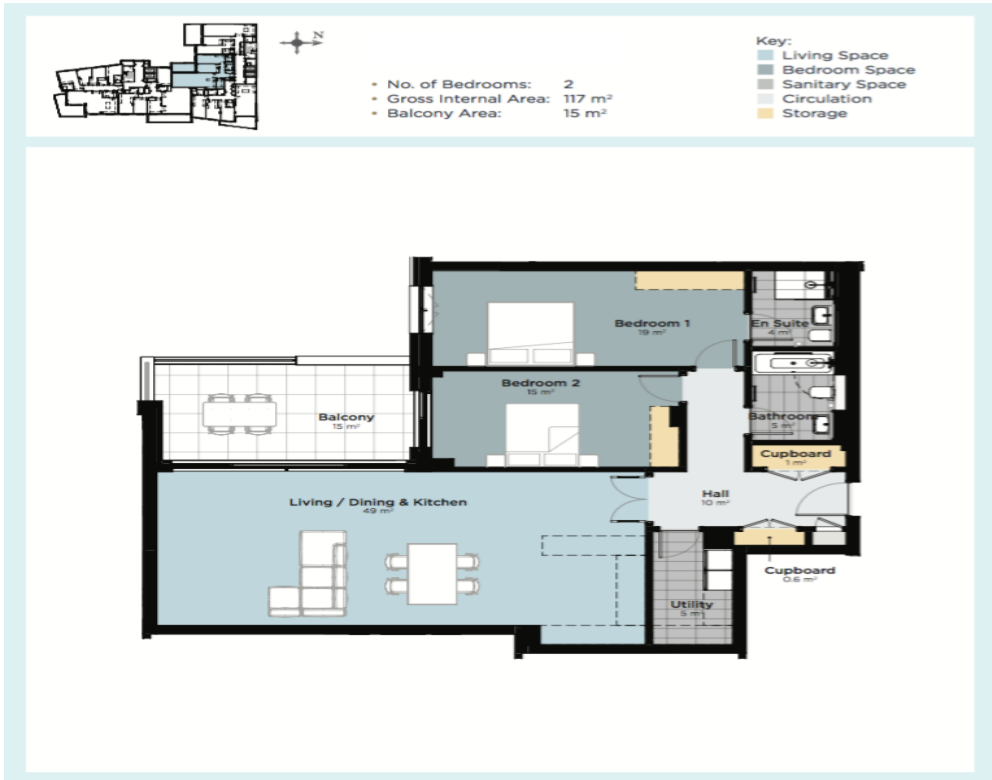 N
Key:
Living Space
Bedroom Space
Sanitary Space
Circulation
Storage
• No. of Bedrooms: 2
• Gross Internal Area: 117 m²
• Balcony Area: 15 m²
Bedroom 1
19 m²
En Suite
4 m²
Bedroom 2
15 m²
Balcony
15 m²
Bathroom
5 m²
Cupboard
1 m²
Living / Dining & Kitchen
49 m²
Hall
10 m²
Cupboard
0.6 m²
Utility
5 m²